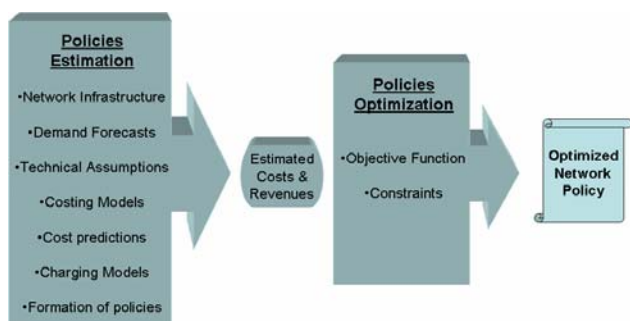 Policies
Estimation
•Network Infrastructure
•Demand Forecasts
•Technical Assumptions
•Costing Models
•Cost predictions
•Charging Models
•Formation of policies
Estimated
Costs &
Revenues
Policies
Optimization
•Objective Function
•Constraints
Optimized
Network
Policy